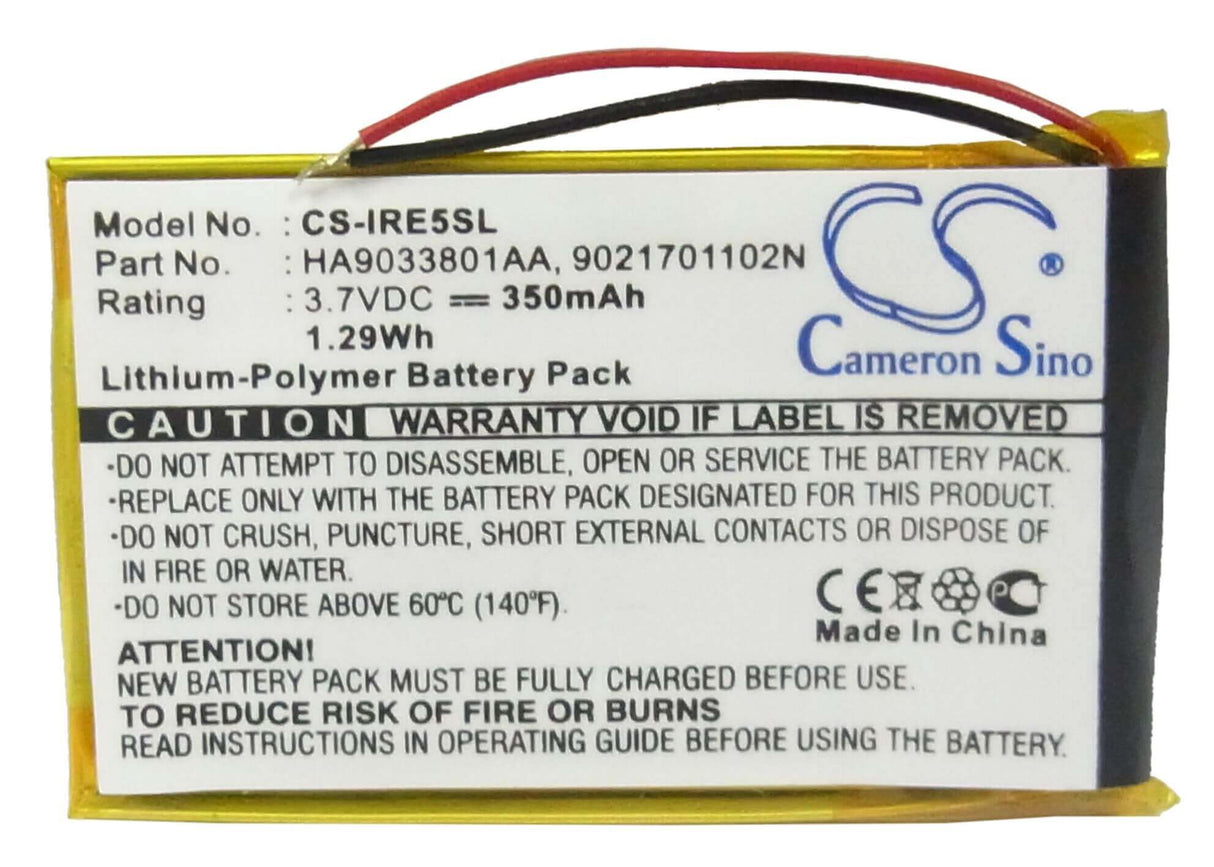 Model No. : CS-IRE5SL
Part No. : HA9033801AA, 9021701102N
Rating : 3.7VDC ⎓ 350mAh
1.29Wh
Lithium-Polymer Battery Pack
CS ®
Cameron Sino
CAUTION WARRANTY VOID IF LABEL IS REMOVED
·DO NOT ATTEMPT TO DISASSEMBLE, OPEN OR SERVICE THE BATTERY PACK.
·REPLACE ONLY WITH THE BATTERY PACK DESIGNATED FOR THIS PRODUCT.
·DO NOT CRUSH, PUNCTURE, SHORT EXTERNAL CONTACTS OR DISPOSE OF
IN FIRE OR WATER.
·DO NOT STORE ABOVE 60°C (140°F).
CE PC
Made In China
ATTENTION!
NEW BATTERY PACK MUST BE FULLY CHARGED BEFORE USE.
TO REDUCE RISK OF FIRE OR BURNS
READ INSTRUCTIONS IN OPERATING GUIDE BEFORE USING THE BATTERY.